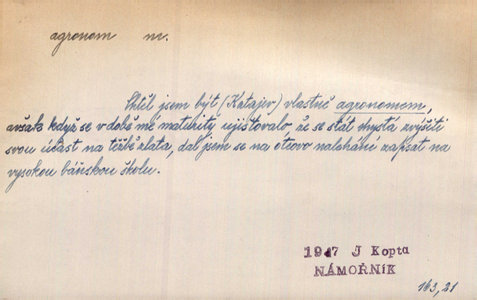 agronom m.
Chtěl jsem být (Katajev) vlastně agronomem,
avšak když se v době mé maturity ujišťovalo, že se stát chystá zvýšiti
svou účast na těžbě zlata, dal jsem se na otcovo naléhání zapsat na
vysokou báňskou školu.
1947 J Kopta
NÁMOŘNÍK
163,21